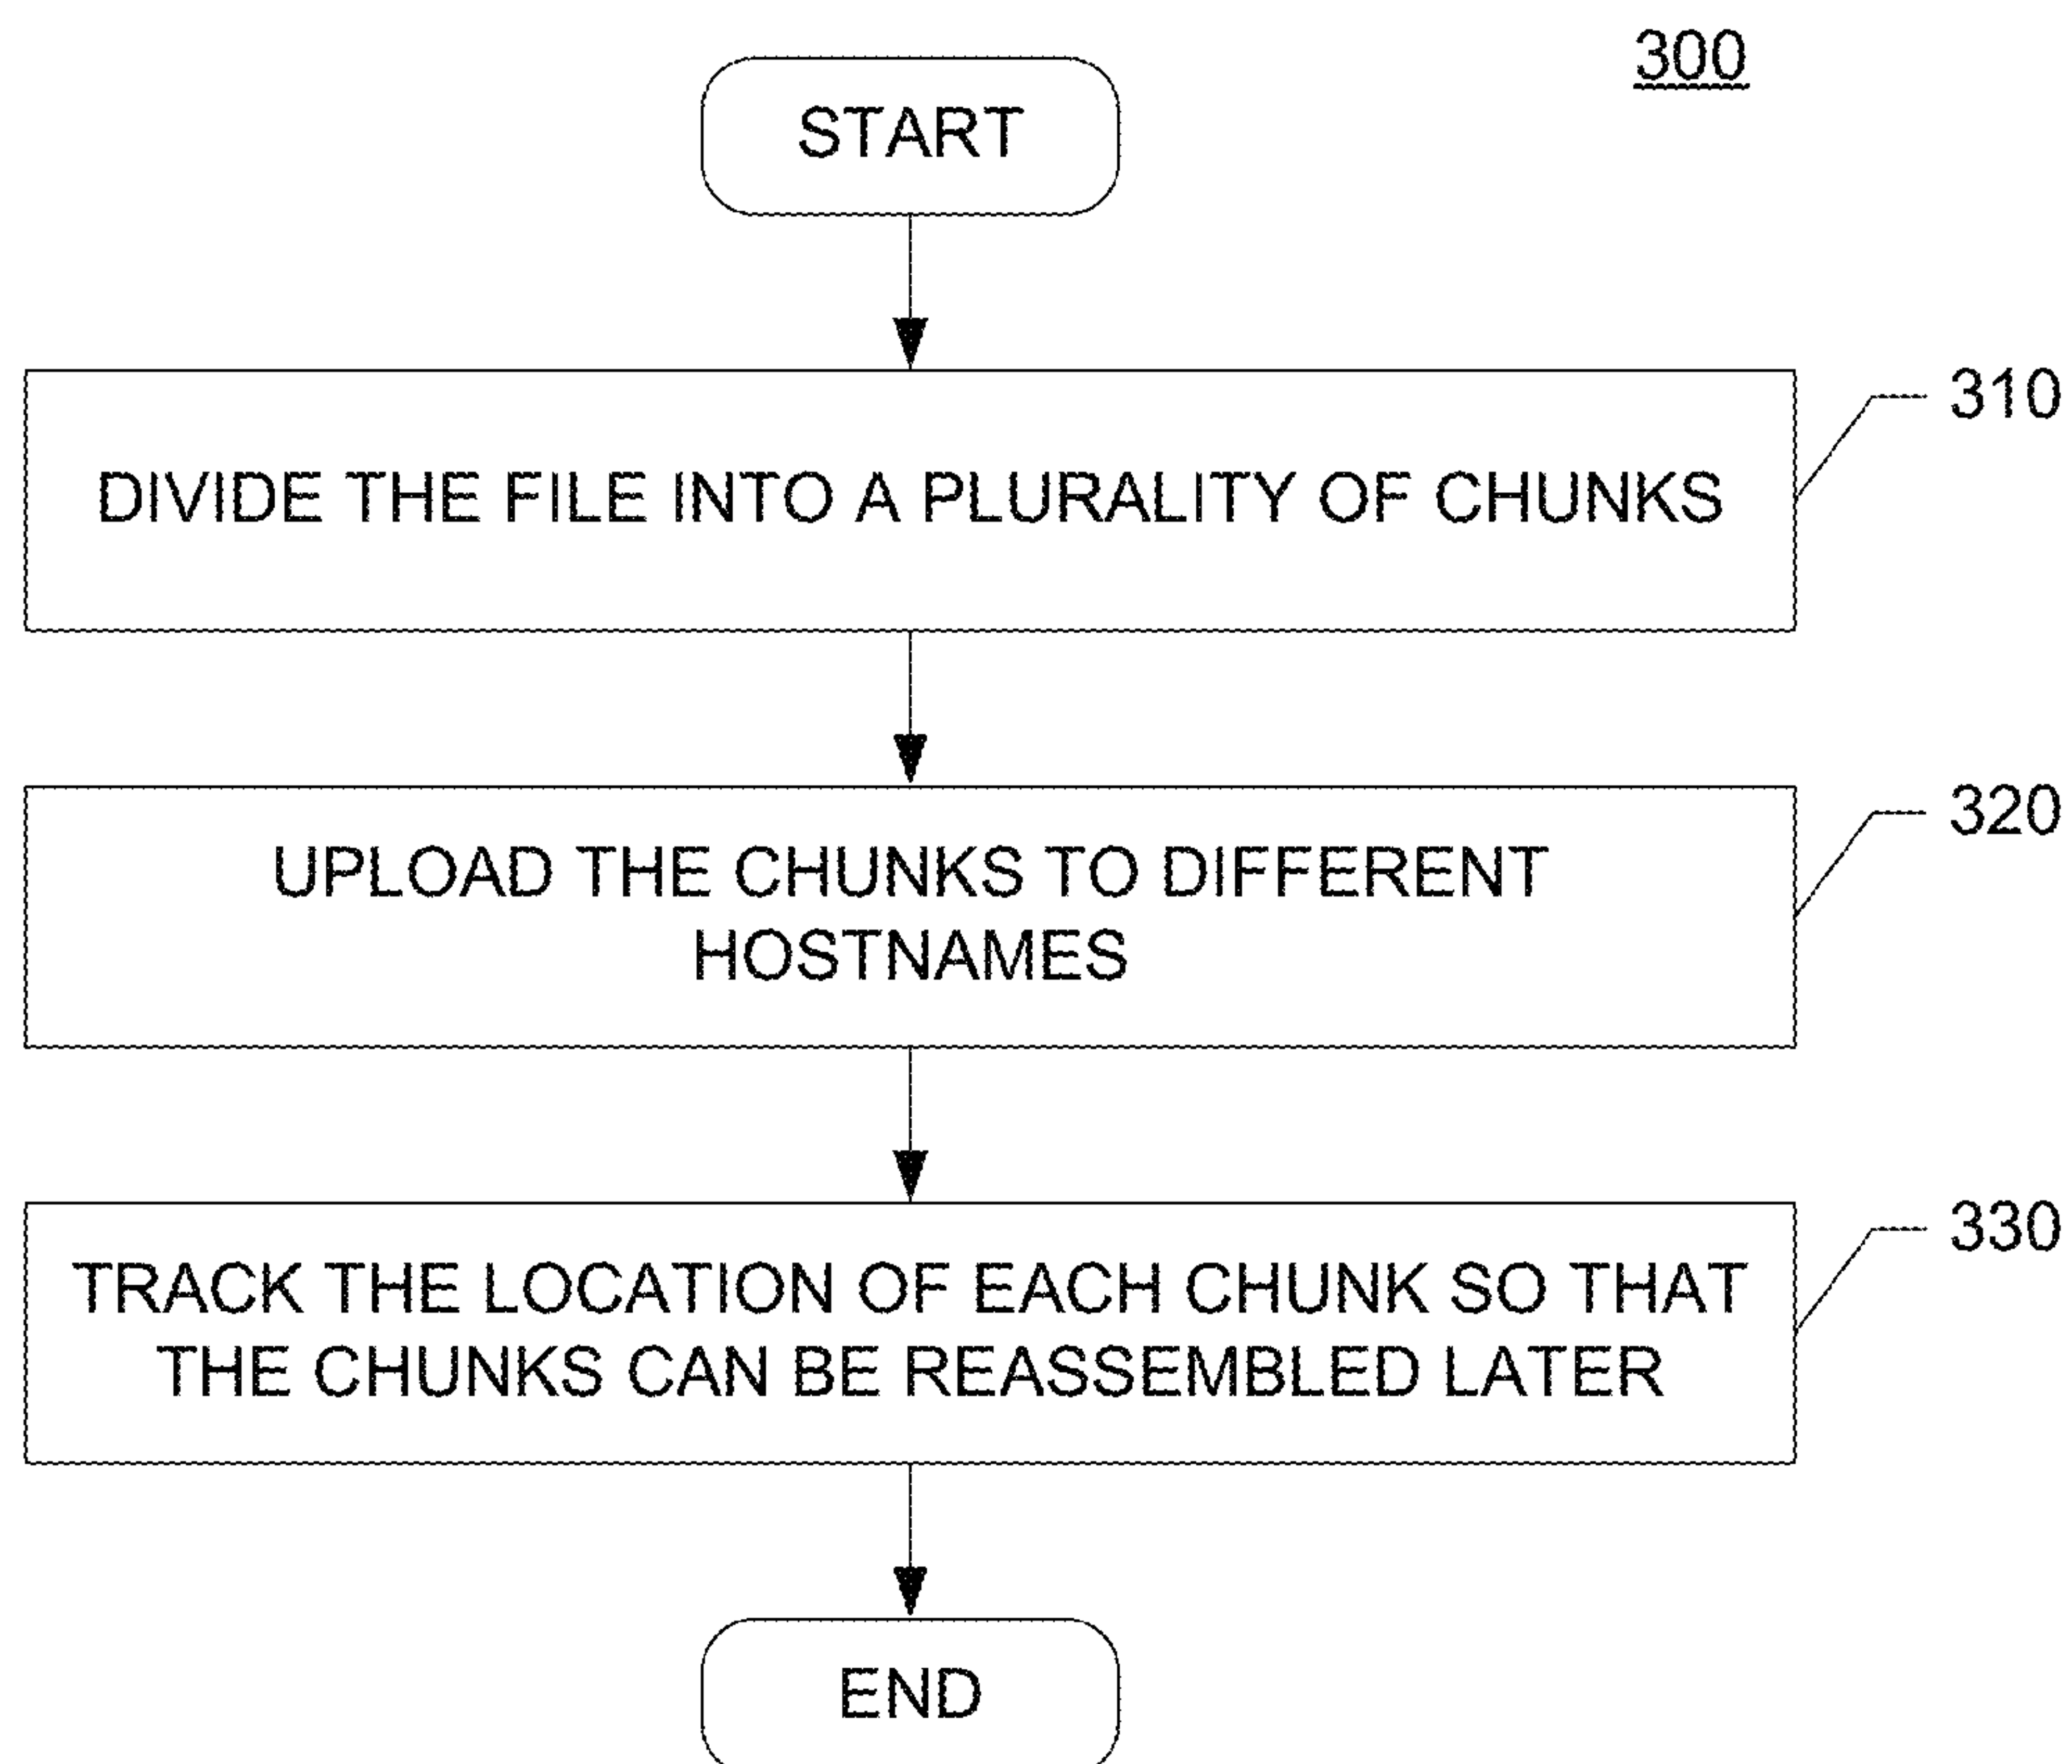 300
START
310
DIVIDE THE FILE INTO A PLURALITY OF CHUNKS
320
UPLOAD THE CHUNKS TO DIFFERENT
HOSTNAMES
330
TRACK THE LOCATION OF EACH CHUNK SO THAT
THE CHUNKS CAN BE REASSEMBLED LATER
END